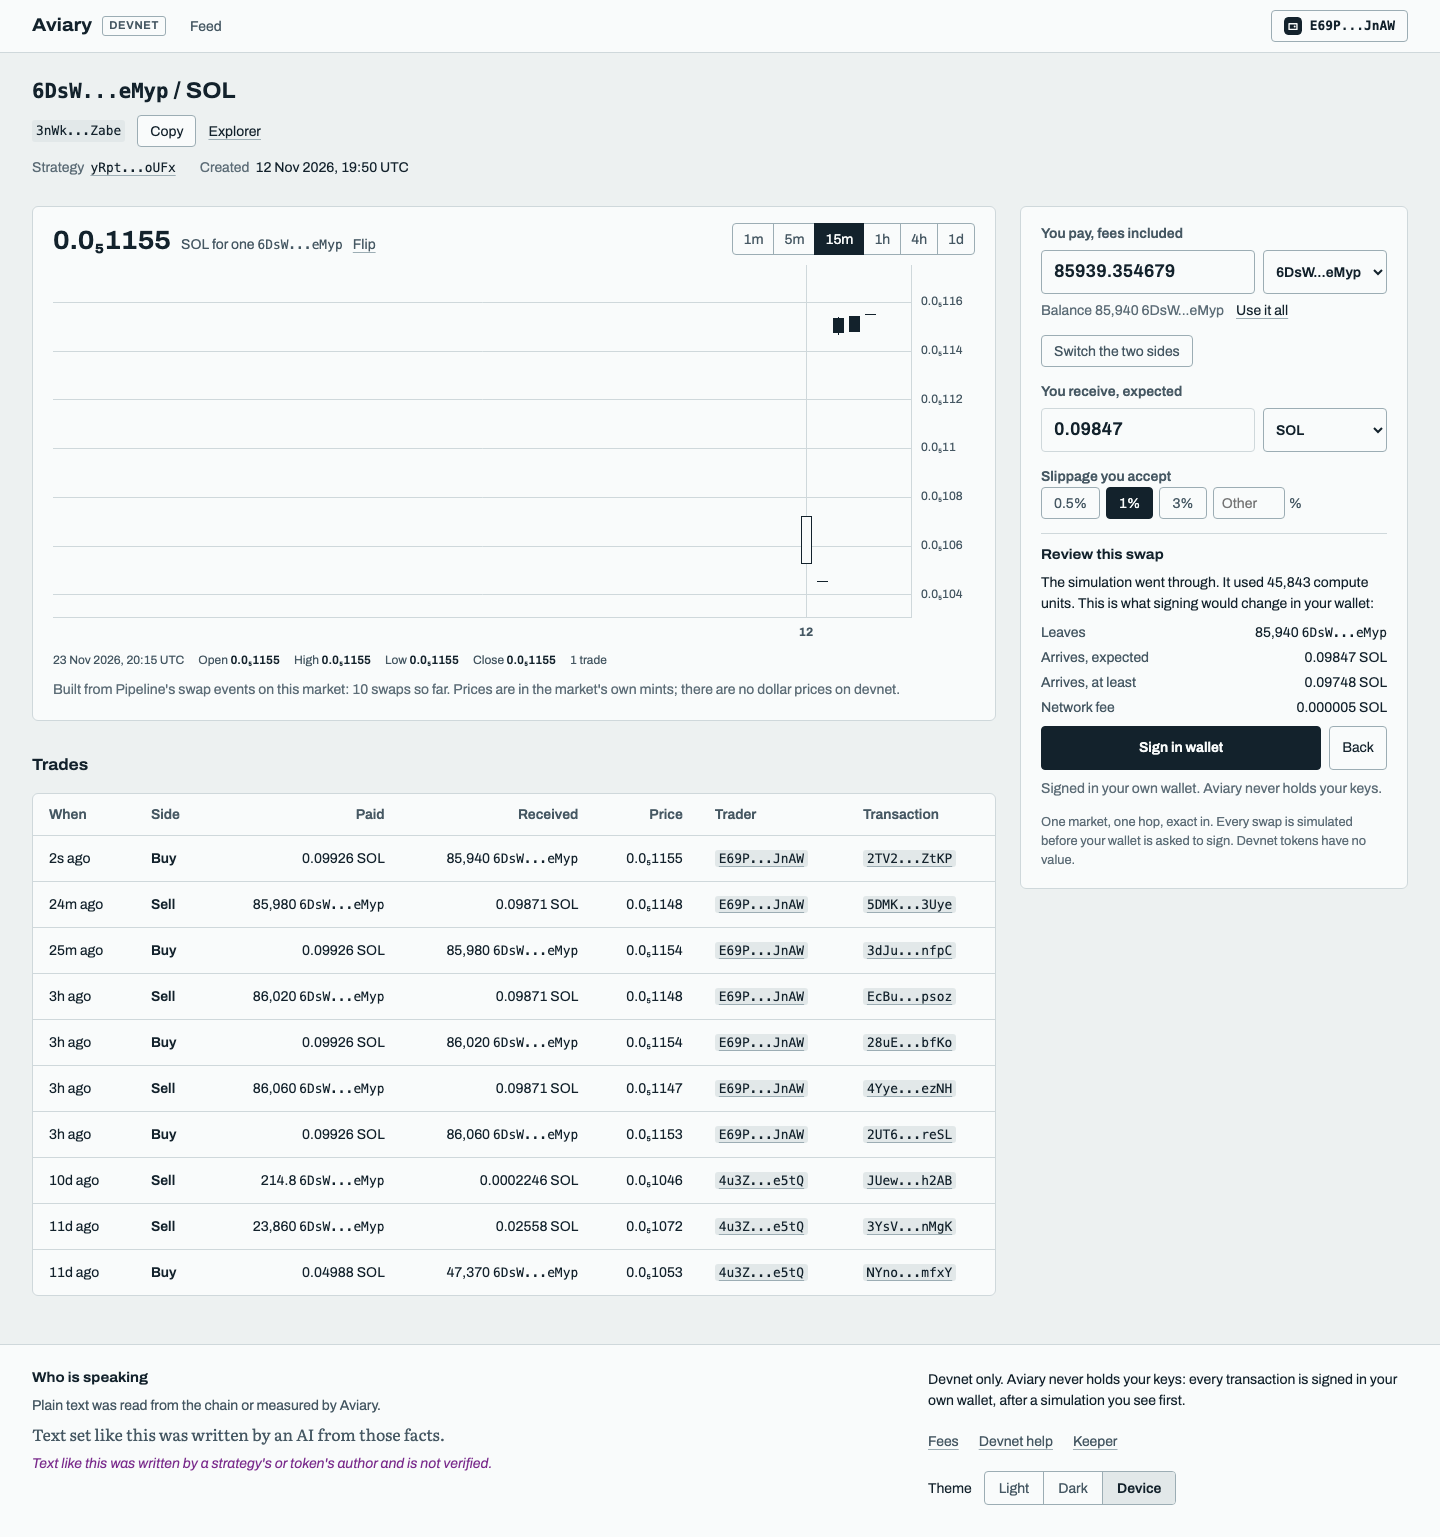 Aviary DEVNET Feed E69P...JnAW
6DsW...eMyp / SOL
3nWk...Zabe Copy Explorer
Strategy yRpt...oUFx Created 12 Nov 2026, 19:50 UTC
0.0₅1155 SOL for one 6DsW...eMyp Flip
1m 5m 15m 1h 4h 1d
0.0₅116
0.0₅114
0.0₅112
0.0₅11
0.0₅108
0.0₅106
0.0₅104
12
23 Nov 2026, 20:15 UTC Open 0.0₅1155 High 0.0₅1155 Low 0.0₅1155 Close 0.0₅1155 1 trade
Built from Pipeline's swap events on this market: 10 swaps so far. Prices are in the market's own mints; there are no dollar prices on devnet.
You pay, fees included
85939.354679 6DsW...eMyp
Balance 85,940 6DsW...eMyp Use it all
Switch the two sides
You receive, expected
0.09847 SOL
Slippage you accept
0.5% 1% 3% Other %
Review this swap
The simulation went through. It used 45,843 compute
units. This is what signing would change in your wallet:
Leaves 85,940 6DsW...eMyp
Arrives, expected 0.09847 SOL
Arrives, at least 0.09748 SOL
Network fee 0.000005 SOL
Sign in wallet Back
Signed in your own wallet. Aviary never holds your keys.
One market, one hop, exact in. Every swap is simulated
before your wallet is asked to sign. Devnet tokens have no
value.
Trades
When Side Paid Received Price Trader Transaction
2s ago Buy 0.09926 SOL 85,940 6DsW...eMyp 0.0₅1155 E69P...JnAW 2TV2...ZtKP
24m ago Sell 85,980 6DsW...eMyp 0.09871 SOL 0.0₅1148 E69P...JnAW 5DMK...3Uye
25m ago Buy 0.09926 SOL 85,980 6DsW...eMyp 0.0₅1154 E69P...JnAW 3dJu...nfpC
3h ago Sell 86,020 6DsW...eMyp 0.09871 SOL 0.0₅1148 E69P...JnAW EcBu...psoz
3h ago Buy 0.09926 SOL 86,020 6DsW...eMyp 0.0₅1154 E69P...JnAW 28uE...bfKo
3h ago Sell 86,060 6DsW...eMyp 0.09871 SOL 0.0₅1147 E69P...JnAW 4Yye...ezNH
3h ago Buy 0.09926 SOL 86,060 6DsW...eMyp 0.0₅1153 E69P...JnAW 2UT6...reSL
10d ago Sell 214.8 6DsW...eMyp 0.0002246 SOL 0.0₅1046 4u3Z...e5tQ JUew...h2AB
11d ago Sell 23,860 6DsW...eMyp 0.02558 SOL 0.0₅1072 4u3Z...e5tQ 3YsV...nMgK
11d ago Buy 0.04988 SOL 47,370 6DsW...eMyp 0.0₅1053 4u3Z...e5tQ NYno...mfxY
Who is speaking
Plain text was read from the chain or measured by Aviary.
Text set like this was written by an AI from those facts.
Text like this was written by a strategy's or token's author and is not verified.
Devnet only. Aviary never holds your keys: every transaction is signed in your
own wallet, after a simulation you see first.
Fees Devnet help Keeper
Theme Light Dark Device